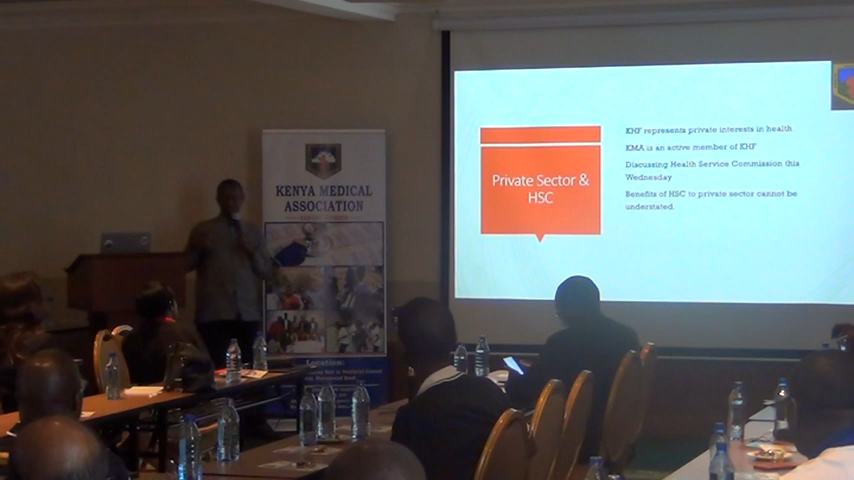 KENYA MEDICAL
ASSOCIATION
Location:
Private Sector &
HSC
KHF represents private interests in health
KMA is an active member of KHF
Discussing Health Service Commission this
Wednesday
Benefits of HSC to private sector cannot be
understated.